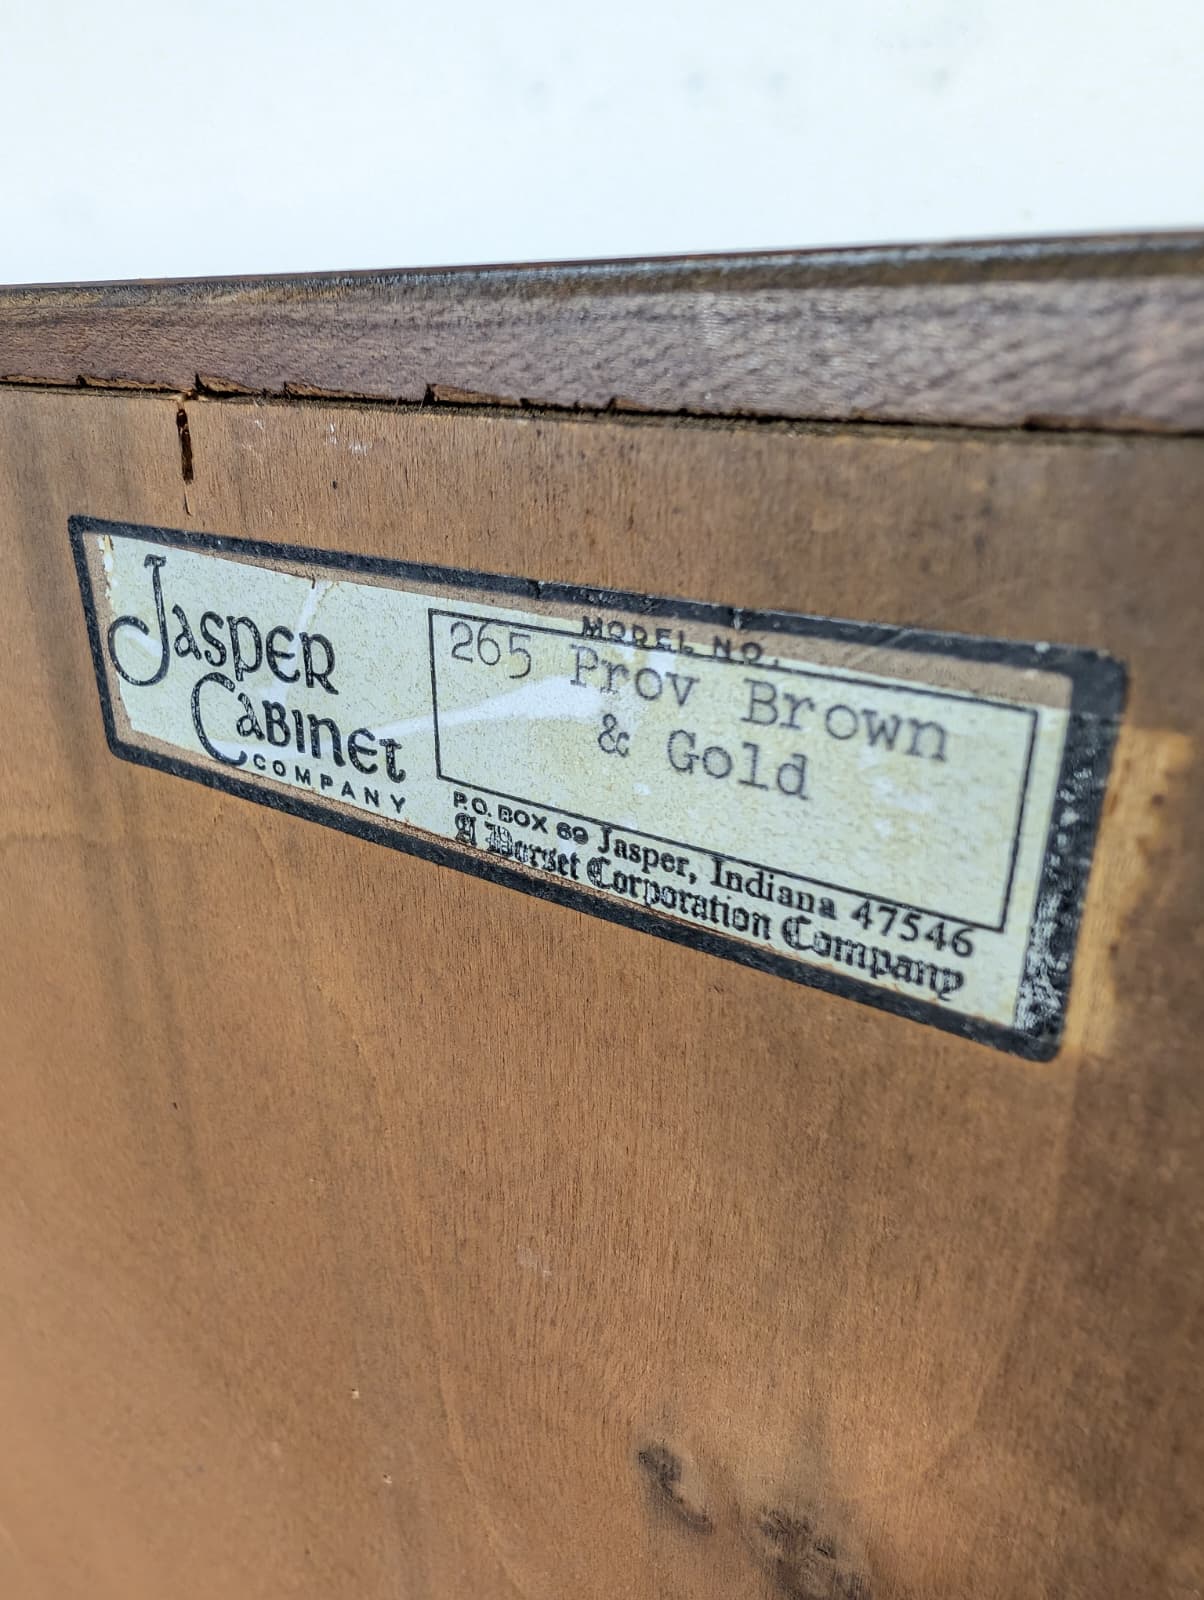 Jasper
Cabinet
COMPANY
MODEL NO.
265 Prov Brown
& Gold
P.O. BOX 69 Jasper, Indiana 47546
A Dorset Corporation Company